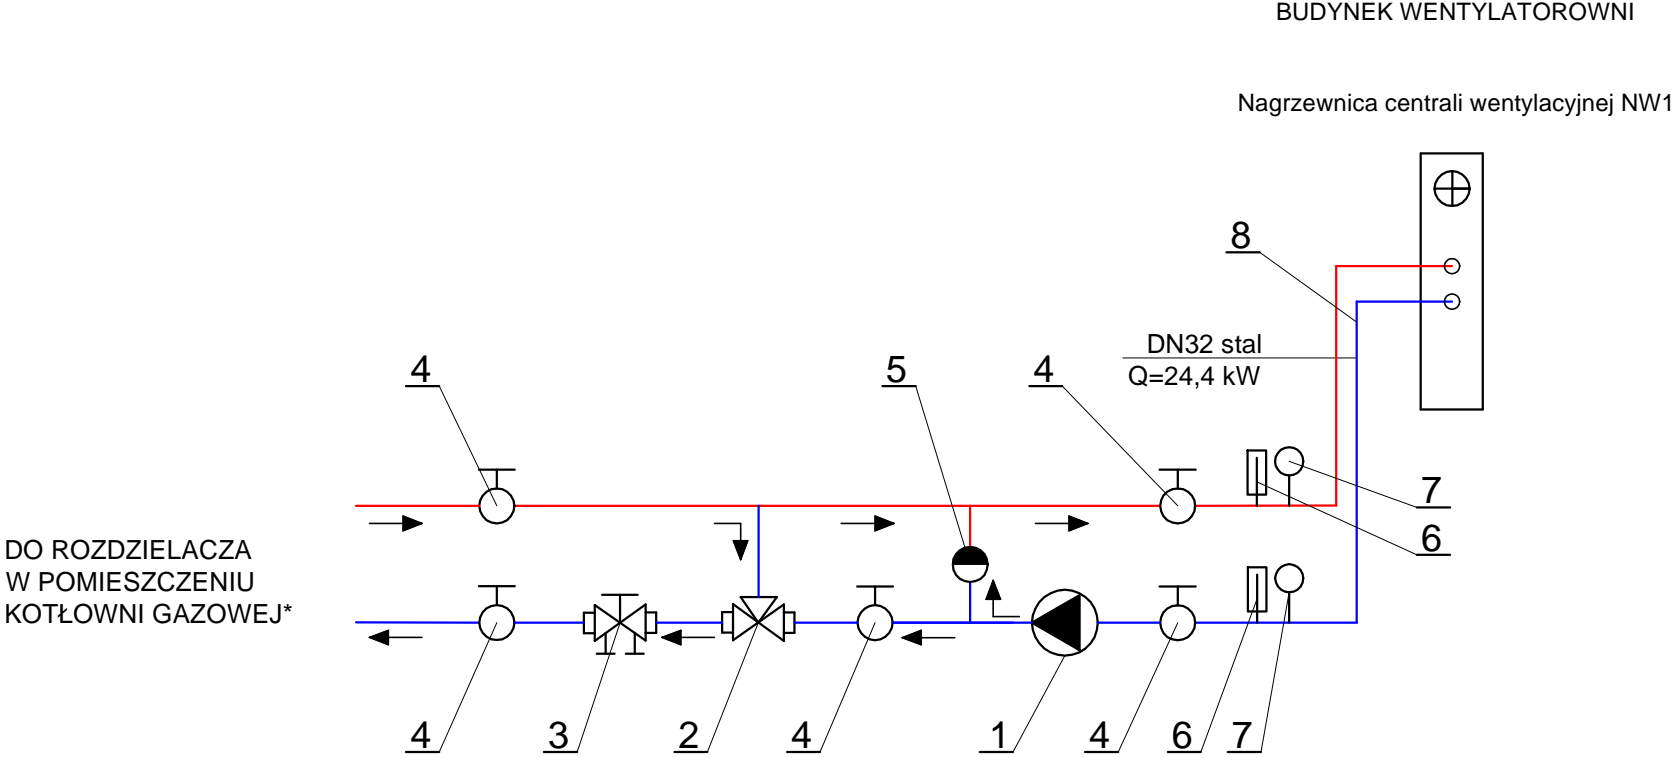 BUDYNEK WENTYLATOROWNI
Nagrzewnica centrali wentylacyjnej NW1
8
DN32 stal
Q=24,4 kW
4
5
4
7
6
DO ROZDZIELACZA
W POMIESZCZENIU
KOTŁOWNI GAZOWEJ*
4
3
2
4
1
4
6
7